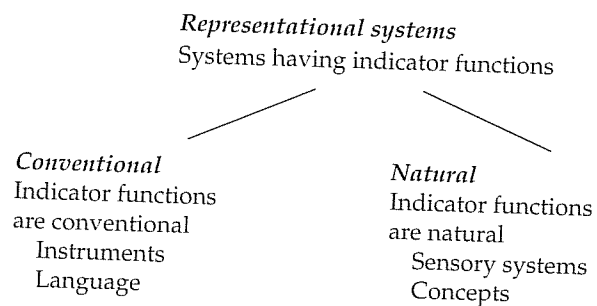 Representational systems
Systems having indicator functions
Conventional
Indicator functions
are conventional
Instruments
Language
Natural
Indicator functions
are natural
Sensory systems
Concepts